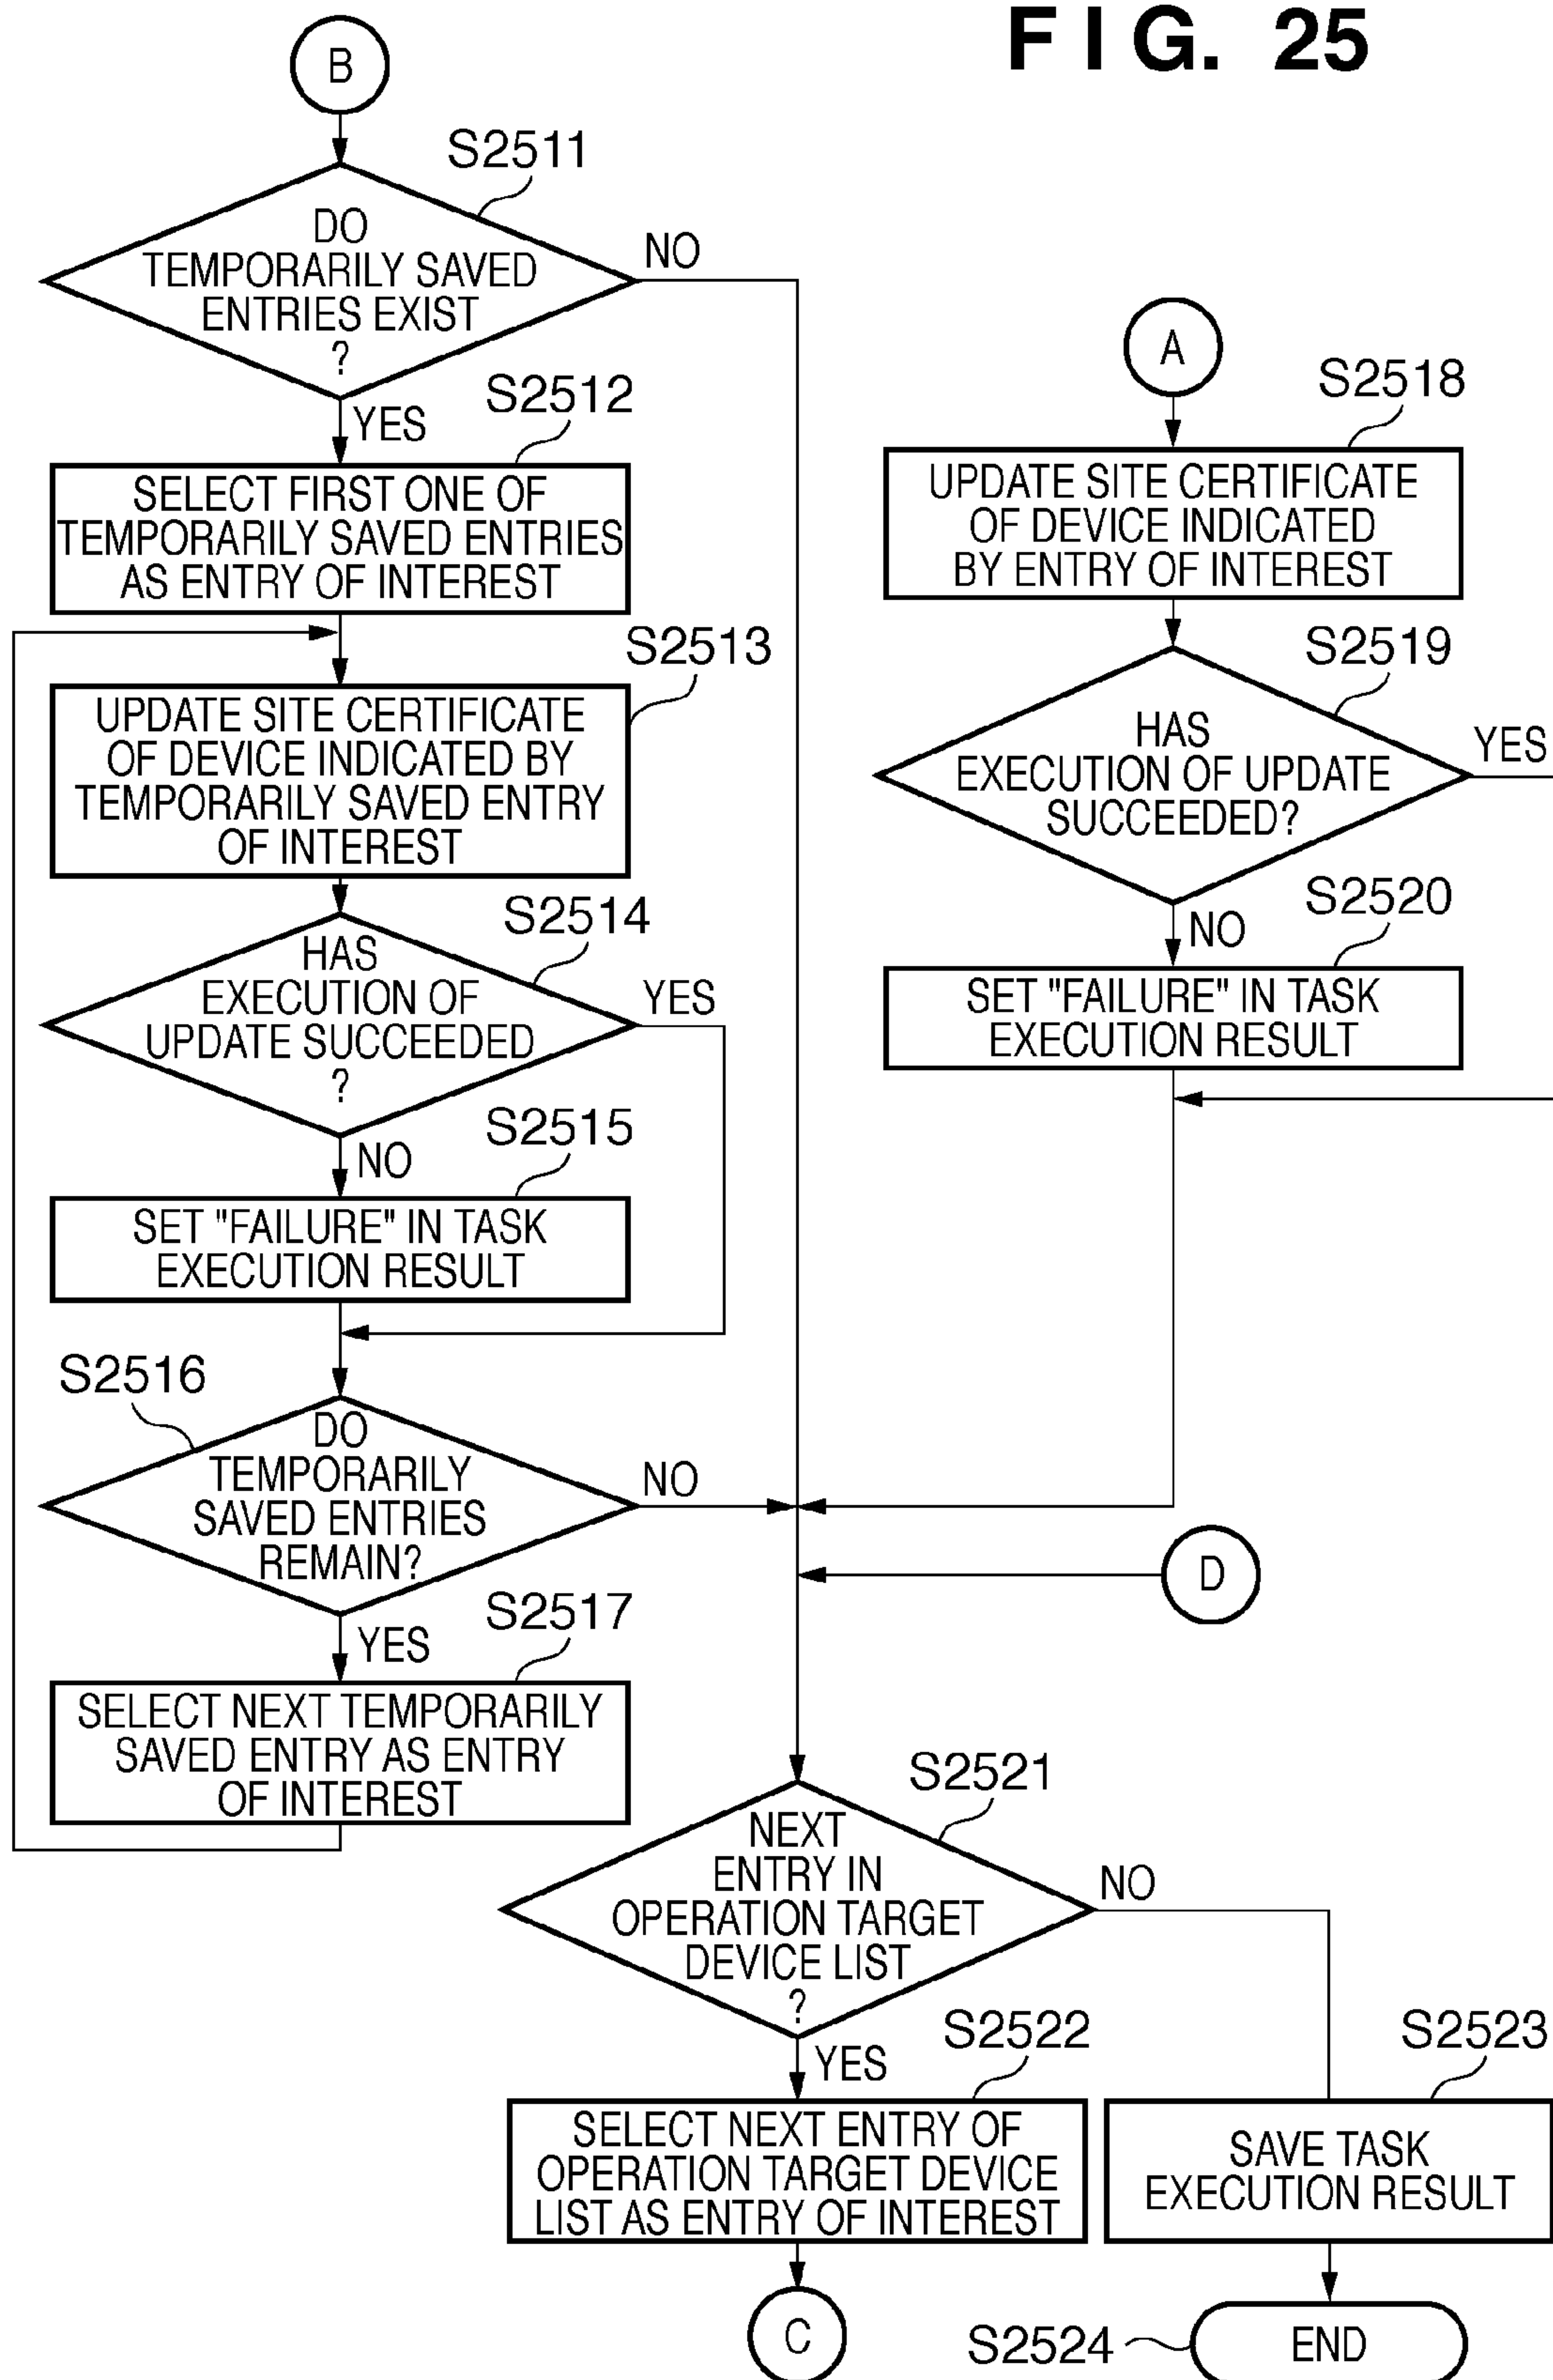 FIG. 25
B
S2511
DO
TEMPORARILY SAVED
ENTRIES EXIST
?
NO
YES
S2512
SELECT FIRST ONE OF
TEMPORARILY SAVED ENTRIES
AS ENTRY OF INTEREST
S2513
UPDATE SITE CERTIFICATE
OF DEVICE INDICATED BY
TEMPORARILY SAVED ENTRY
OF INTEREST
S2514
HAS
EXECUTION OF
UPDATE SUCCEEDED
?
YES
NO
S2515
SET "FAILURE" IN TASK
EXECUTION RESULT
S2516
DO
TEMPORARILY
SAVED ENTRIES
REMAIN?
NO
YES
S2517
SELECT NEXT TEMPORARILY
SAVED ENTRY AS ENTRY
OF INTEREST
A
S2518
UPDATE SITE CERTIFICATE
OF DEVICE INDICATED
BY ENTRY OF INTEREST
S2519
HAS
EXECUTION OF UPDATE
SUCCEEDED?
YES
NO
S2520
SET "FAILURE" IN TASK
EXECUTION RESULT
D
S2521
NEXT
ENTRY IN
OPERATION TARGET
DEVICE LIST
?
NO
YES
S2522
SELECT NEXT ENTRY OF
OPERATION TARGET DEVICE
LIST AS ENTRY OF INTEREST
C
S2523
SAVE TASK
EXECUTION RESULT
S2524
END